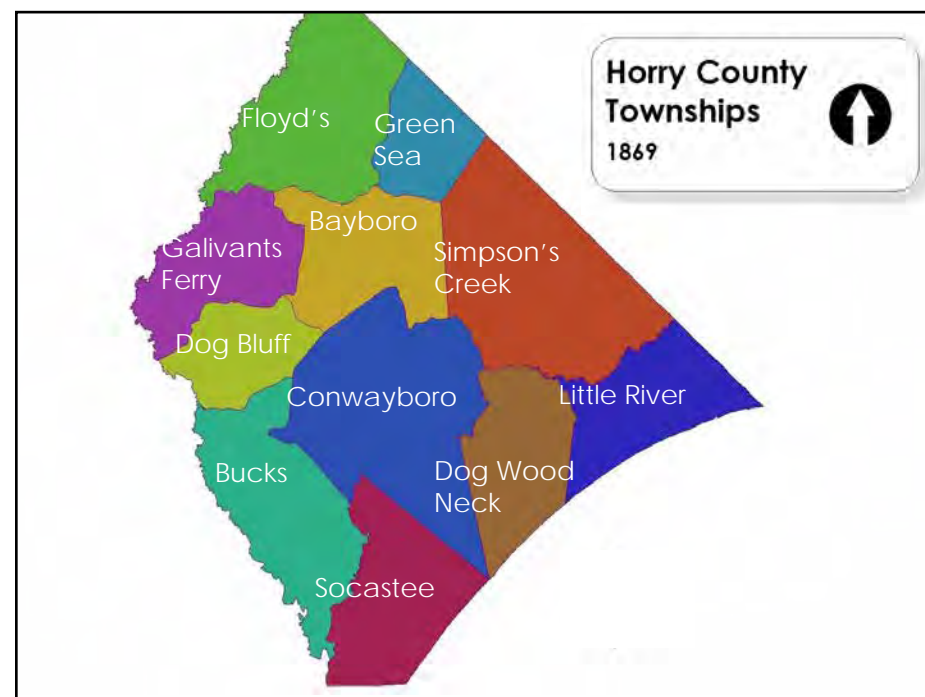 Horry County
Townships
1869
Floyd's
Green
Sea
Bayboro
Galivants
Ferry
Simpson's
Creek
Dog Bluff
Conwayboro
Little River
Bucks
Dog Wood
Neck
Socastee